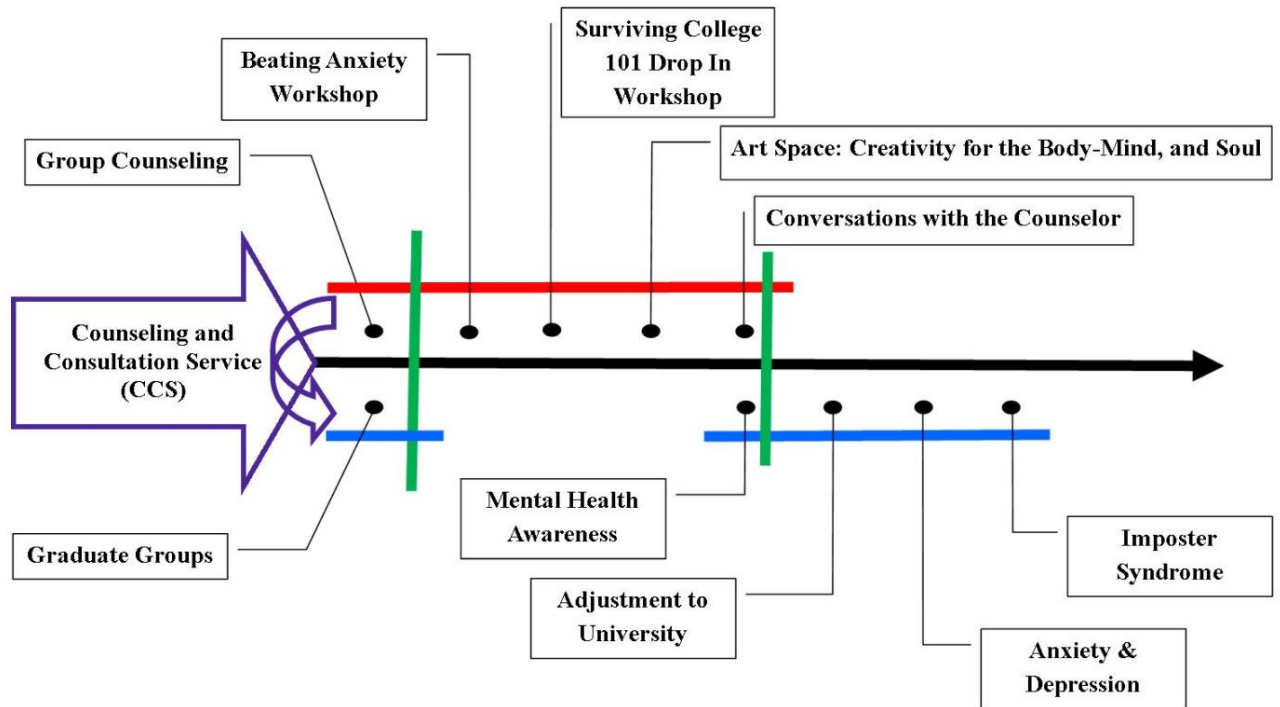 Surviving College
101 Drop In
Workshop
Beating Anxiety
Workshop
Art Space: Creativity for the Body-Mind, and Soul
Group Counseling
Conversations with the Counselor
Counseling and
Consultation Service
(CCS)
Mental Health
Awareness
Graduate Groups
Imposter
Syndrome
Adjustment to
University
Anxiety &
Depression